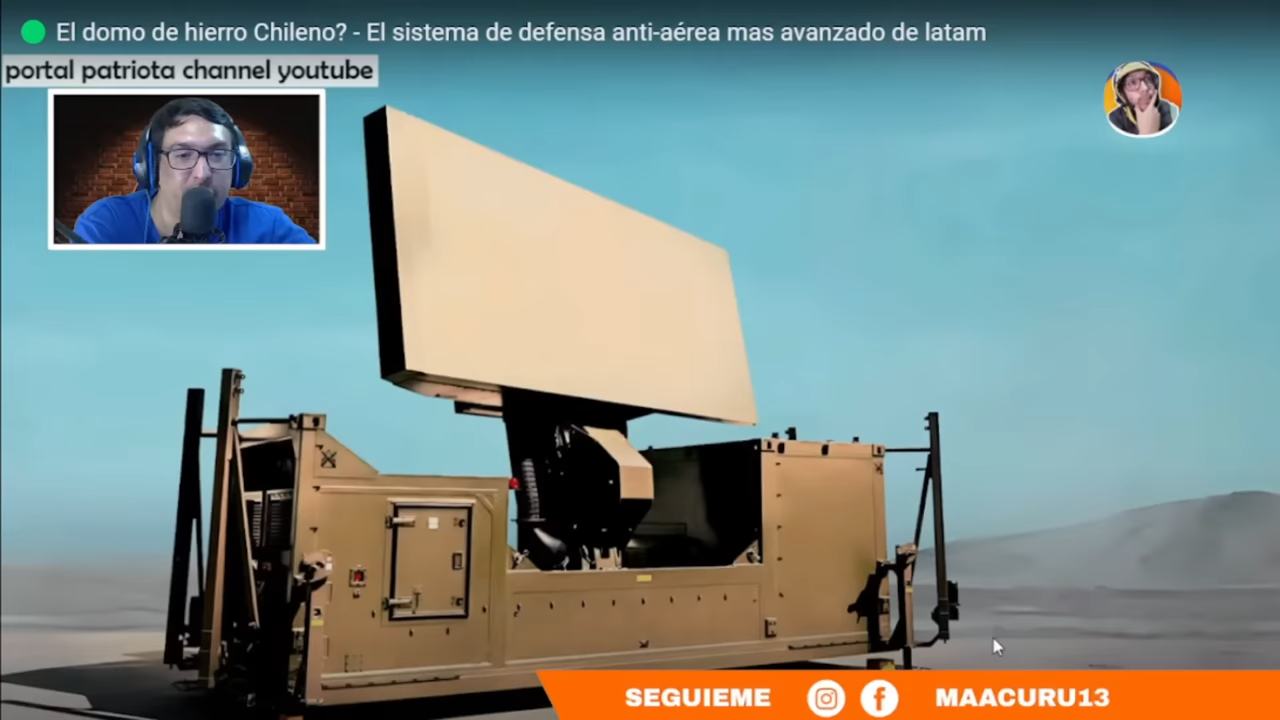 El domo de hierro Chileno? - El sistema de defensa anti-aérea mas avanzado de latam
portal patriota channel youtube
SEGUIEME MAACURU13